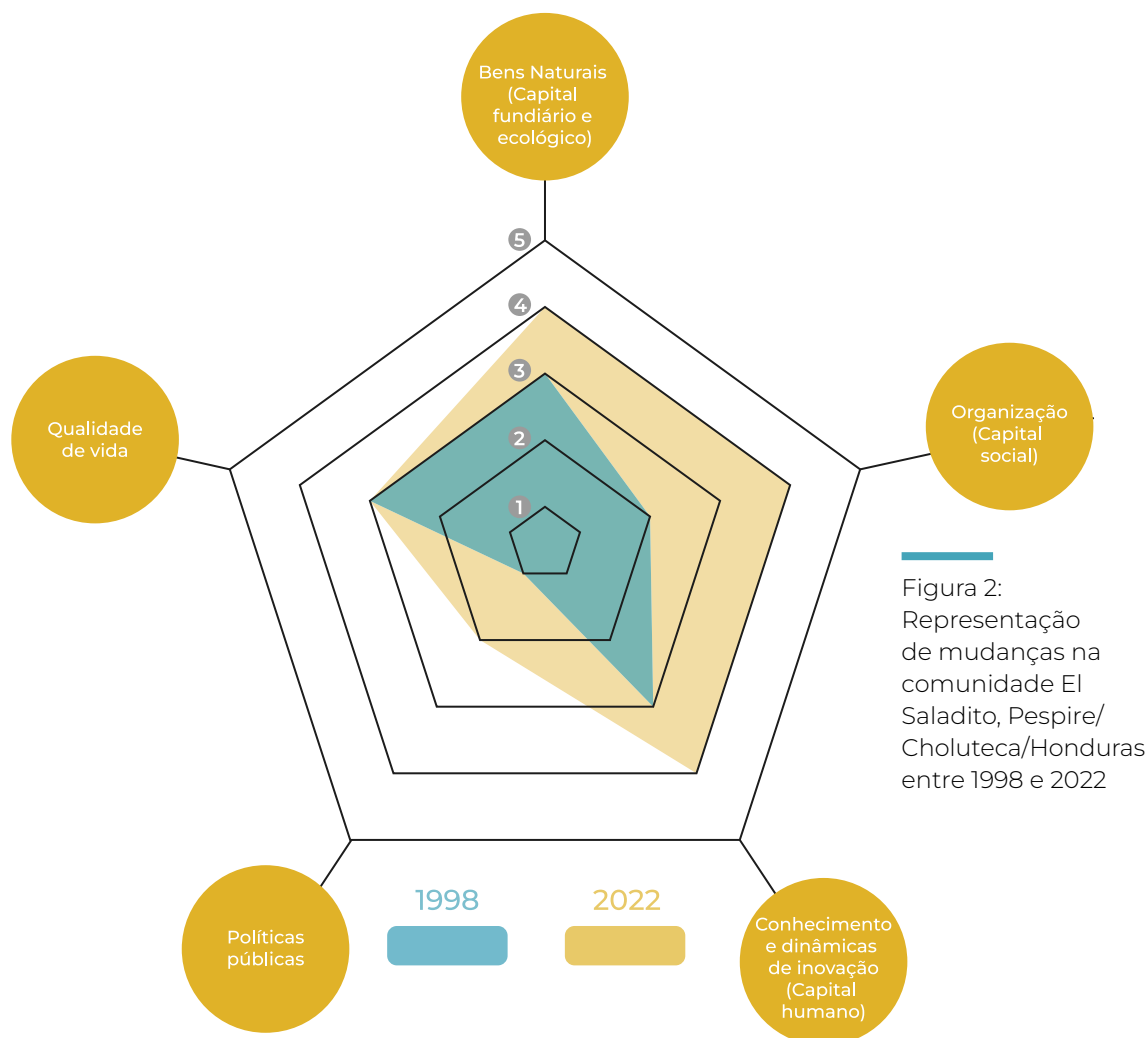 Bens Naturais
(Capital
fundiário e
ecológico)
5
4
3
2
1
Qualidade
de vida
Organização
(Capital
social)
Figura 2:
Representação
de mudanças na
comunidade El
Saladito, Pespire/
Choluteca/Honduras
entre 1998 e 2022
1998
2022
Políticas
públicas
Conhecimento
e dinâmicas
de inovação
(Capital
humano)